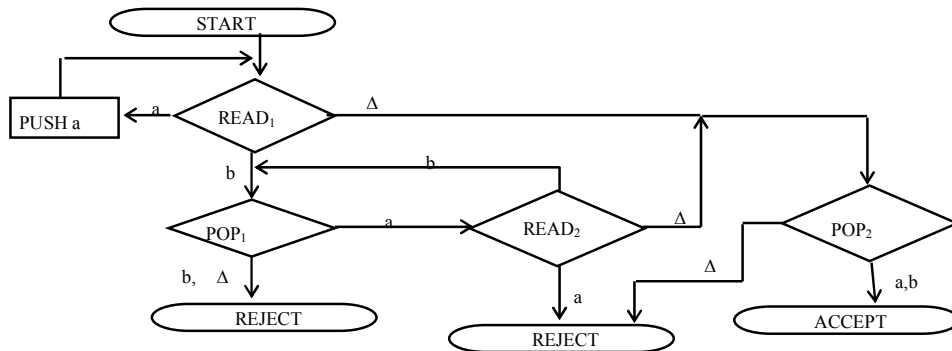 START
PUSH a
a
READ₁
Δ
b
b
POP₁
a
READ₂
Δ
POP₂
b, Δ
a
Δ
a,b
REJECT
REJECT
ACCEPT